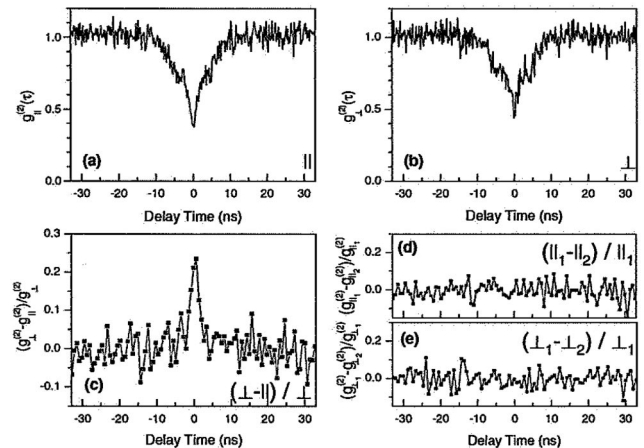 g∥(2)(τ)
1.0
0.5
0.0
(a)
∥
-30 -20 -10 0 10 20 30
Delay Time (ns)
g⊥(2)(τ)
1.0
0.5
0.0
(b)
⊥
-30 -20 -10 0 10 20 30
Delay Time (ns)
(g⊥(2)-g∥(2))/g⊥(2)
0.3
0.2
0.1
0.0
-0.1
(c)
(⊥-∥) / ⊥
-30 -20 -10 0 10 20 30
Delay Time (ns)
(g∥1(2)-g∥2(2))/g∥1(2)
0.2
0.0
(d)
(∥1-∥2) / ∥1
(g⊥1(2)-g⊥2(2))/g⊥1(2)
0.2
0.0
(e)
(⊥1-⊥2) / ⊥1
-30 -20 -10 0 10 20 30
Delay Time (ns)